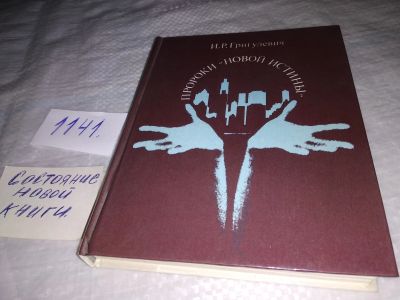 И.Р. Григулевич
ПРОРОКИ «НОВОЙ ИСТИНЫ»
1141.
Состояние
новой
книги.